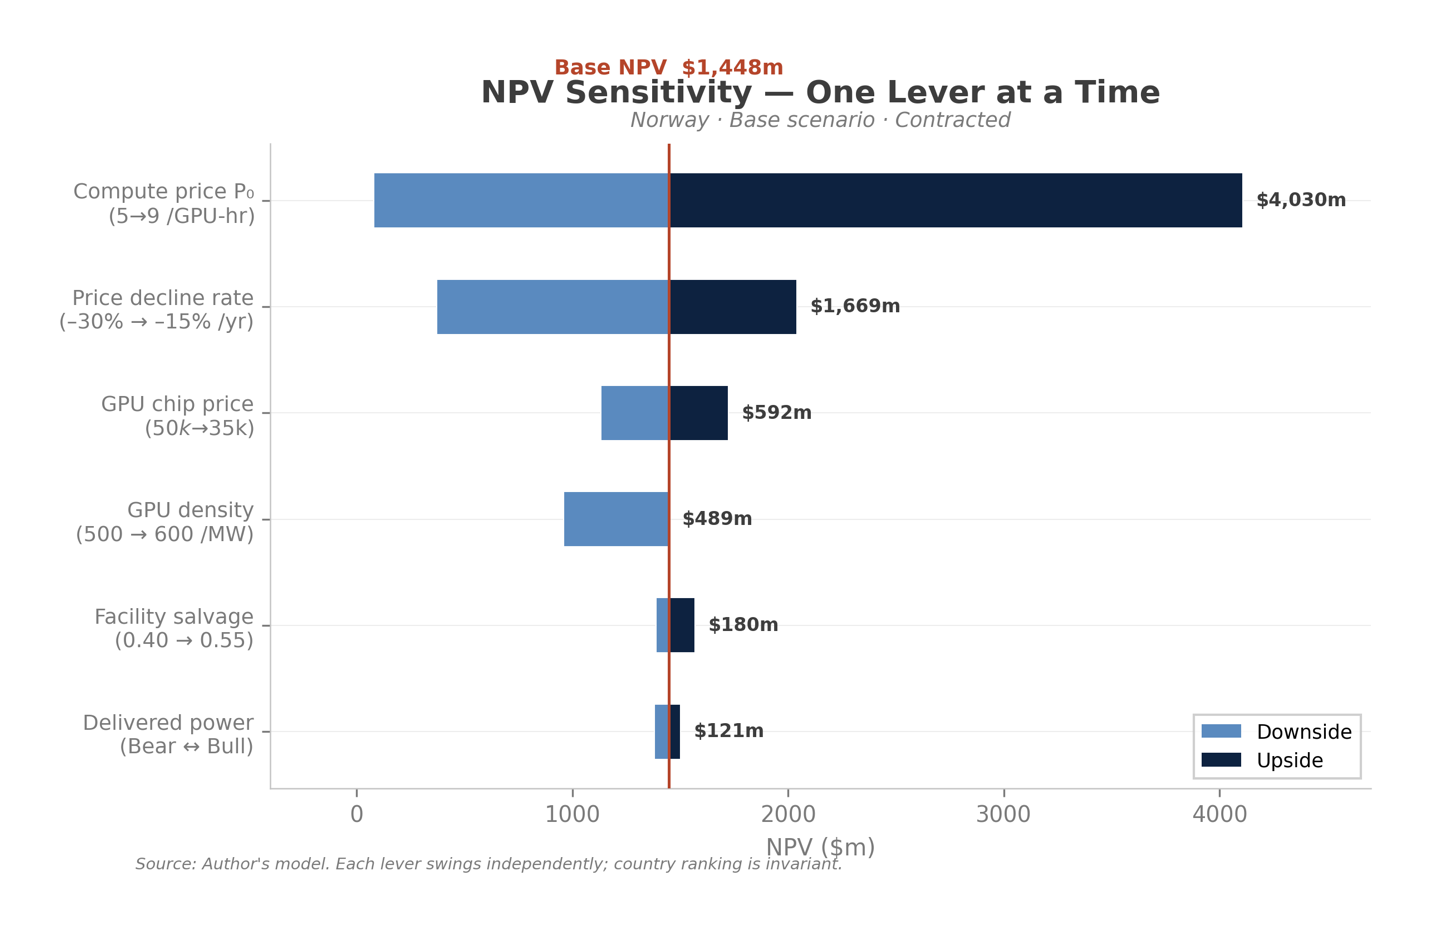 Base NPV  $1,448m
NPV Sensitivity — One Lever at a Time
Norway · Base scenario · Contracted
Compute price P₀
(5→9 /GPU-hr)
$4,030m
Price decline rate
(–30% → –15% /yr)
$1,669m
GPU chip price
(50k→35k)
$592m
GPU density
(500 → 600 /MW)
$489m
Facility salvage
(0.40 → 0.55)
$180m
Delivered power
(Bear ↔ Bull)
$121m
Downside
Upside
0 1000 2000 3000 4000
NPV ($m)
Source: Author's model. Each lever swings independently; country ranking is invariant.